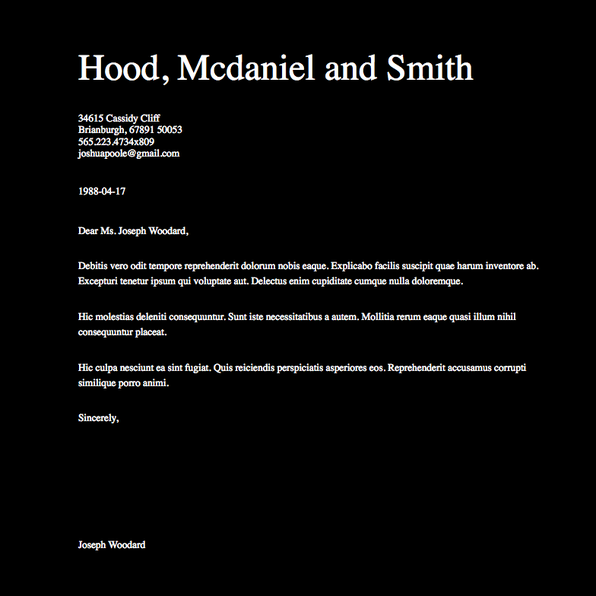 Hood, Mcdaniel and Smith
34615 Cassidy Cliff
Brianburgh, 67891 50053
565.223.4734x809
joshuapoole@gmail.com
1988-04-17
Dear Ms. Joseph Woodard,
Debitis vero odit tempore reprehenderit dolorum nobis eaque. Explicabo facilis suscipit quae harum inventore ab.
Excepturi tenetur ipsum qui voluptate aut. Delectus enim cupiditate cumque nulla doloremque.
Hic molestias deleniti consequuntur. Sunt iste necessitatibus a autem. Mollitia rerum eaque quasi illum nihil
consequuntur placeat.
Hic culpa nesciunt ea sint fugiat. Quis reiciendis perspiciatis asperiores eos. Reprehenderit accusamus corrupti
similique porro animi.
Sincerely,
Joseph Woodard